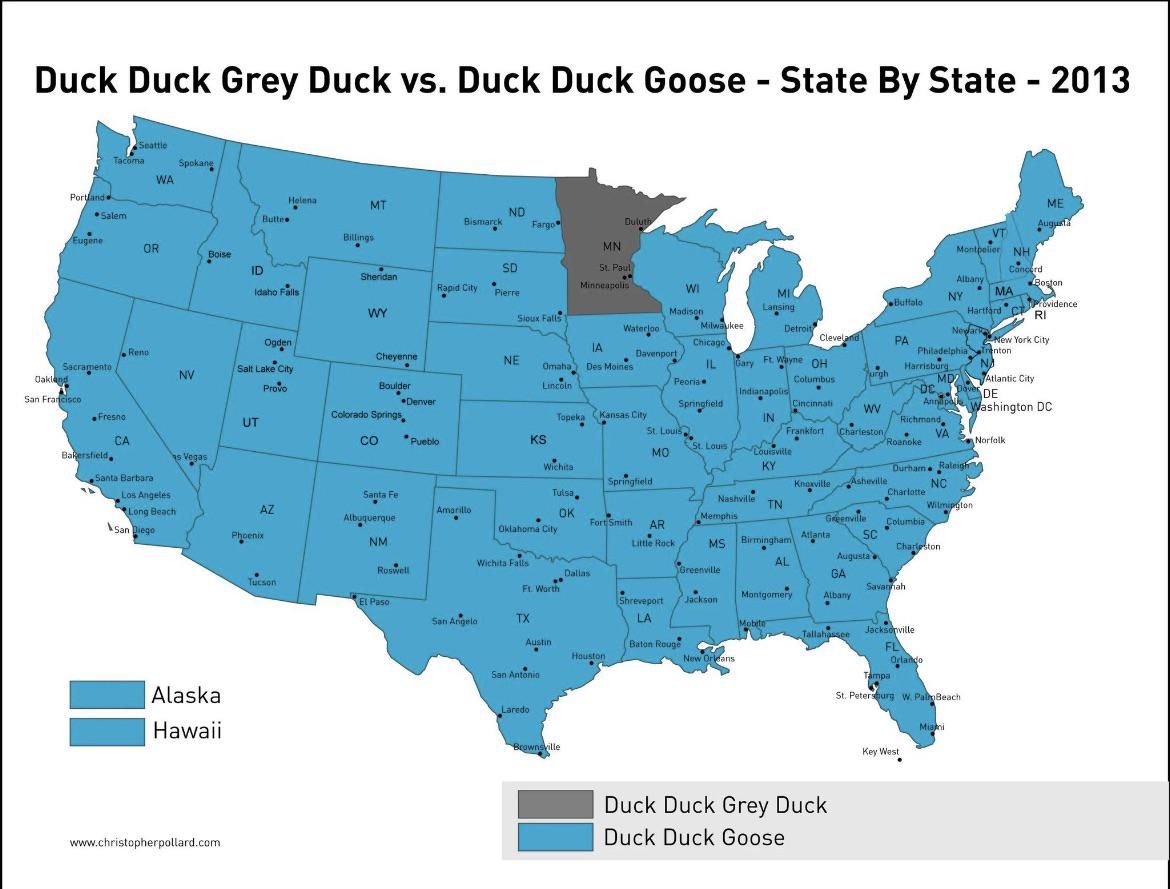 Duck Duck Grey Duck vs. Duck Duck Goose - State By State - 2013
Seattle
Tacoma
Spokane
WA
Portland
Salem
Eugene
OR
Helena
Butte
MT
Billings
Boise
ID
Idaho Falls
Sheridan
WY
Cheyenne
ND
Bismarck
Fargo
SD
Rapid City
Pierre
Sioux Falls
Duluth
MN
St. Paul
Minneapolis
WI
Madison
Milwaukee
MI
Lansing
Detroit
ME
Augusta
VT
Montpelier
NH
Concord
Albany
MA
Boston
Buffalo
NY
Hartford
CT
Providence
RI
Newark
New York City
Cleveland
PA
Philadelphia
Trenton
Harrisburg
urgh
NJ
Atlantic City
MD
DC
Dover
DE
Annapolis
Washington DC
Reno
Sacramento
Oakland
San Francisco
NV
Fresno
CA
Bakersfield
as Vegas
Santa Barbara
Los Angeles
Long Beach
San Diego
Ogden
Salt Lake City
Provo
UT
Boulder
Denver
Colorado Springs
CO
Pueblo
NE
Omaha
Lincoln
Waterloo
IA
Des Moines
Davenport
Chicago
IL
Peoria
Springfield
Gary
Ft. Wayne
Indianapolis
IN
OH
Columbus
Cincinnati
Frankfort
Louisville
KY
WV
Charleston
Richmond
VA
Roanoke
Norfolk
Topeka
KS
Wichita
Kansas City
St. Louis
St. Louis
MO
Springfield
AZ
Phoenix
Tucson
Santa Fe
Albuquerque
NM
Roswell
Amarillo
Tulsa
OK
Oklahoma City
Fort Smith
AR
Little Rock
Nashville
Knoxville
TN
Memphis
Asheville
Durham
Raleigh
NC
Charlotte
Wilmington
Greenville
SC
Columbia
Charleston
MS
Greenville
Jackson
Birmingham
AL
Montgomery
Mobile
Atlanta
Augusta
GA
Savannah
Albany
Wichita Falls
Dallas
Ft. Worth
El Paso
San Angelo
TX
Austin
Houston
San Antonio
Laredo
Brownsville
Shreveport
LA
Baton Rouge
New Orleans
Tallahassee
Jacksonville
FL
Orlando
Tampa
St. Petersburg
W. PalmBeach
Miami
Key West
Alaska
Hawaii
Duck Duck Grey Duck
Duck Duck Goose
www.christopherpollard.com